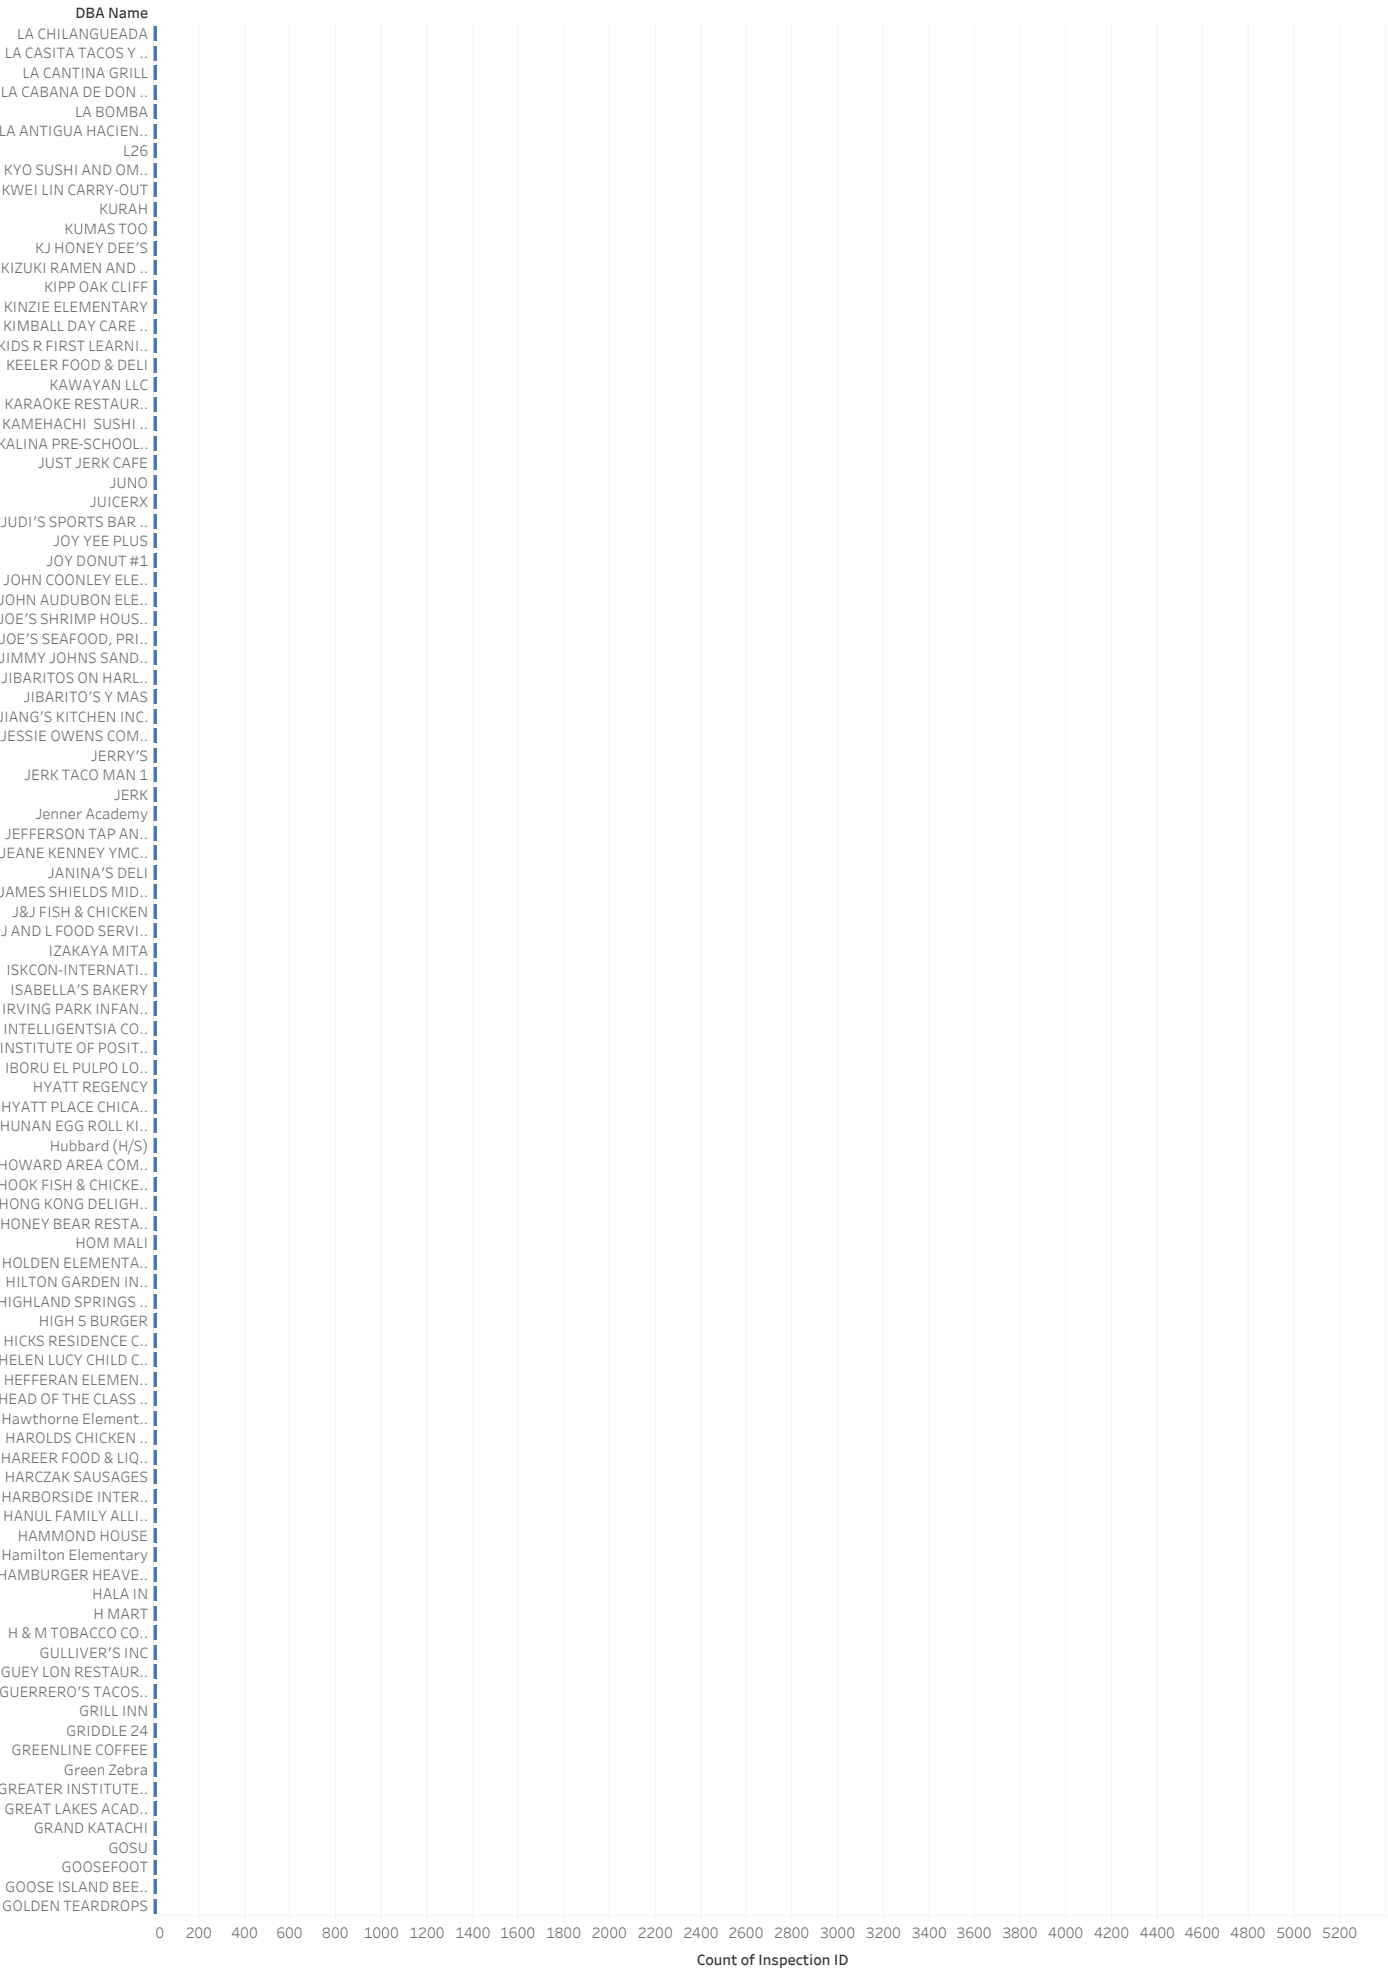 DBA Name
LA CHILANGUEADA
LA CASITA TACOS Y ..
LA CANTINA GRILL
LA CABANA DE DON ..
LA BOMBA
LA ANTIGUA HACIEN..
L26
KYO SUSHI AND OM..
KWEI LIN CARRY-OUT
KURAH
KUMAS TOO
KJ HONEY DEE'S
KIZUKI RAMEN AND ..
KIPP OAK CLIFF
KINZIE ELEMENTARY
KIMBALL DAY CARE ..
KIDS R FIRST LEARNI..
KEELER FOOD & DELI
KAWAYAN LLC
KARAOKE RESTAUR..
KAMEHACHI  SUSHI ..
KALINA PRE-SCHOOL..
JUST JERK CAFE
JUNO
JUICERX
JUDI'S SPORTS BAR ..
JOY YEE PLUS
JOY DONUT #1
JOHN COONLEY ELE..
JOHN AUDUBON ELE..
JOE'S SHRIMP HOUS..
JOE'S SEAFOOD, PRI..
JIMMY JOHNS SAND..
JIBARITOS ON HARL..
JIBARITO'S Y MAS
JIANG'S KITCHEN INC.
JESSIE OWENS COM..
JERRY'S
JERK TACO MAN 1
JERK
Jenner Academy
JEFFERSON TAP AN..
JEANE KENNEY YMC..
JANINA'S DELI
JAMES SHIELDS MID..
J&J FISH & CHICKEN
J AND L FOOD SERVI..
IZAKAYA MITA
ISKCON-INTERNATI..
ISABELLA'S BAKERY
IRVING PARK INFAN..
INTELLIGENTSIA CO..
INSTITUTE OF POSIT..
IBORU EL PULPO LO..
HYATT REGENCY
HYATT PLACE CHICA..
HUNAN EGG ROLL KI..
Hubbard (H/S)
HOWARD AREA COM..
HOOK FISH & CHICKE..
HONG KONG DELIGH..
HONEY BEAR RESTA..
HOM MALI
HOLDEN ELEMENTA..
HILTON GARDEN IN..
HIGHLAND SPRINGS ..
HIGH 5 BURGER
HICKS RESIDENCE C..
HELEN LUCY CHILD C..
HEFFERAN ELEMEN..
HEAD OF THE CLASS ..
Hawthorne Element..
HAROLDS CHICKEN ..
HAREER FOOD & LIQ..
HARCZAK SAUSAGES
HARBORSIDE INTER..
HANUL FAMILY ALLI..
HAMMOND HOUSE
Hamilton Elementary
HAMBURGER HEAVE..
HALA IN
H MART
H & M TOBACCO CO..
GULLIVER'S INC
GUEY LON RESTAUR..
GUERRERO'S TACOS..
GRILL INN
GRIDDLE 24
GREENLINE COFFEE
Green Zebra
GREATER INSTITUTE..
GREAT LAKES ACAD..
GRAND KATACHI
GOSU
GOOSEFOOT
GOOSE ISLAND BEE..
GOLDEN TEARDROPS
0 200 400 600 800 1000 1200 1400 1600 1800 2000 2200 2400 2600 2800 3000 3200 3400 3600 3800 4000 4200 4400 4600 4800 5000 5200
Count of Inspection ID